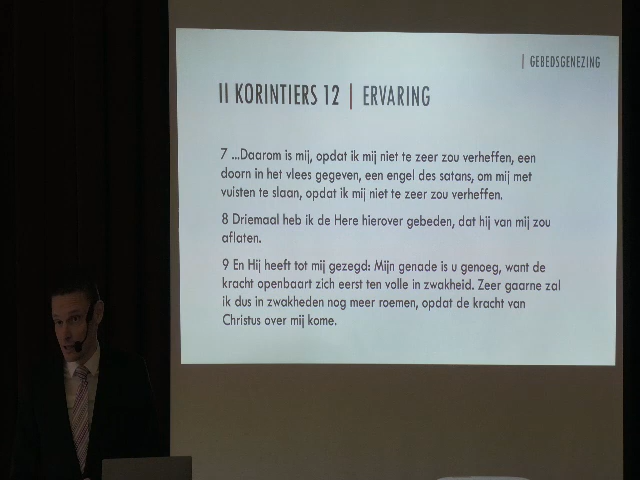 | GEBEDSGENEZING
II KORINTIERS 12 | ERVARING
7 ...Daarom is mij, opdat ik mij niet te zeer zou verheffen, een
doorn in het vlees gegeven, een engel des satans, om mij met
vuisten te slaan, opdat ik mij niet te zeer zou verheffen.
8 Driemaal heb ik de Here hierover gebeden, dat hij van mij zou
aflaten.
9 En Hij heeft tot mij gezegd: Mijn genade is u genoeg, want de
kracht openbaart zich eerst ten volle in zwakheid. Zeer gaarne zal
ik dus in zwakheden nog meer roemen, opdat de kracht van
Christus over mij kome.